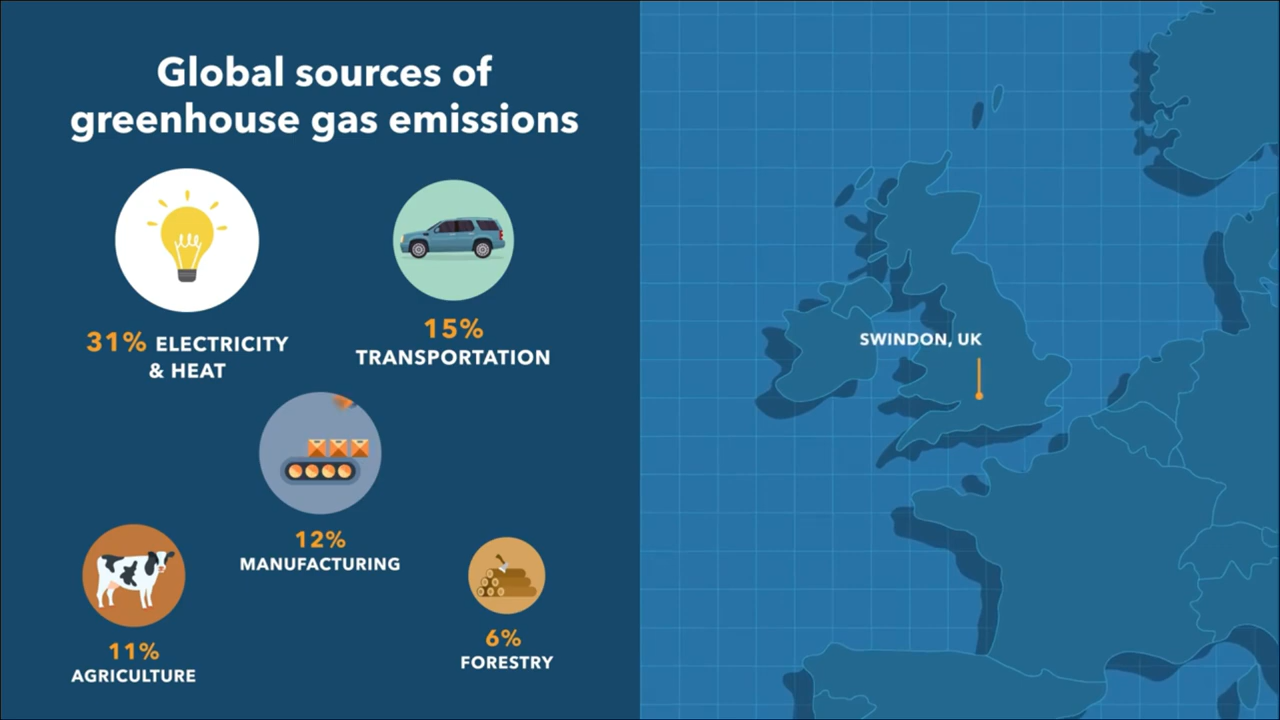 Global sources of
greenhouse gas emissions
31% ELECTRICITY
& HEAT
15%
TRANSPORTATION
12%
MANUFACTURING
11%
AGRICULTURE
6%
FORESTRY
SWINDON, UK